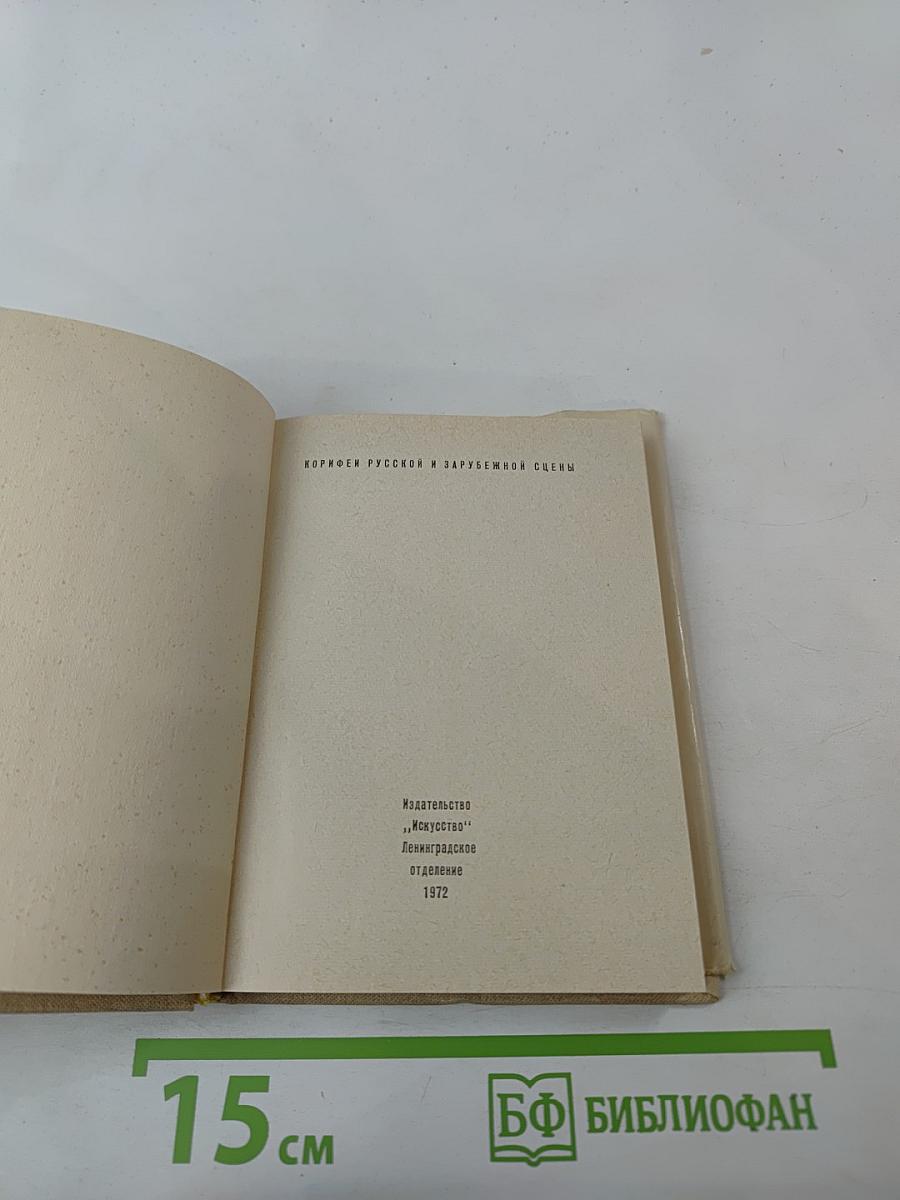 КОРИФЕИ РУССКОЙ И ЗАРУБЕЖНОЙ СЦЕНЫ
Издательство
„Искусство“
Ленинградское
отделение
1972
15 см
БФ БИБЛИОФАН